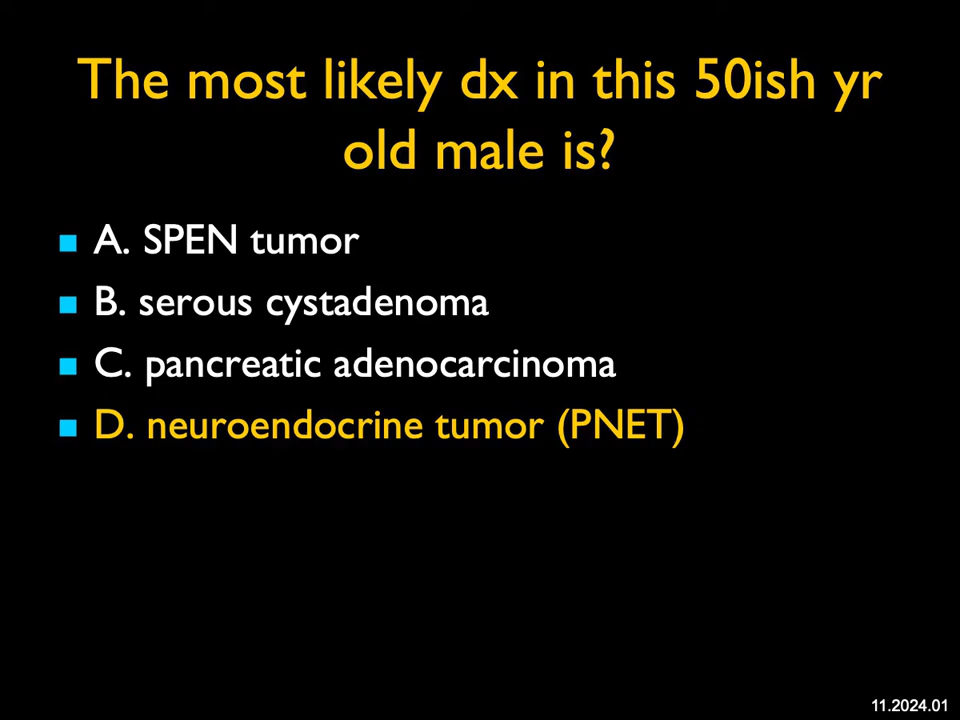 The most likely dx in this 50ish yr
old male is?
A. SPEN tumor
B. serous cystadenoma
C. pancreatic adenocarcinoma
D. neuroendocrine tumor (PNET)
11.2024.01